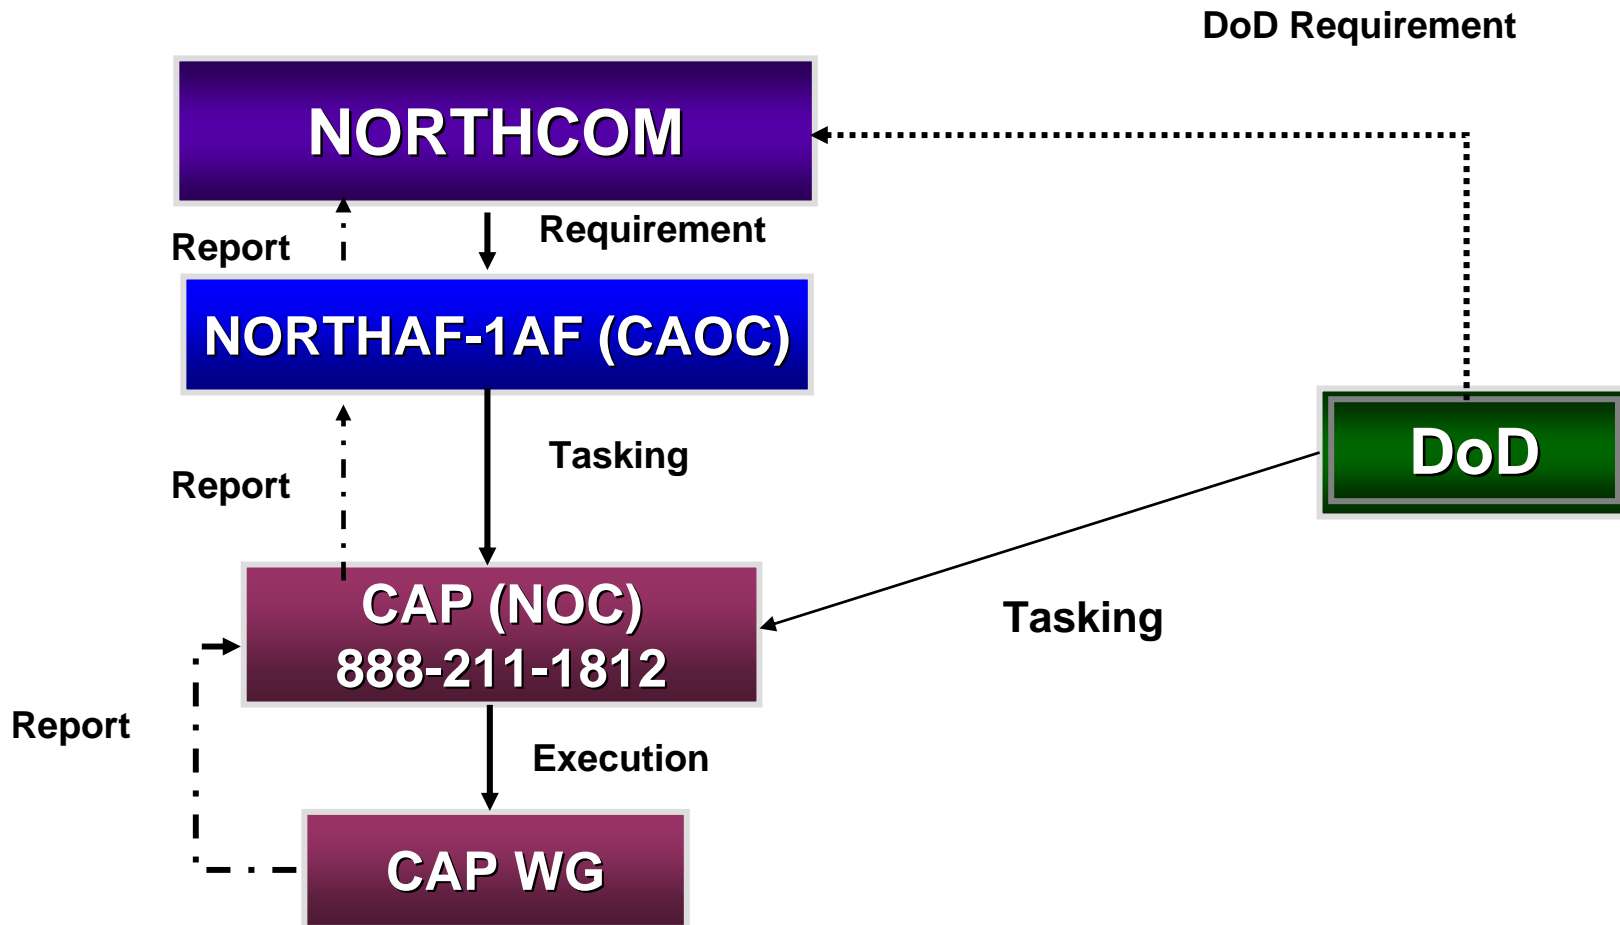 DoD Requirement
NORTHCOM
Report
Requirement
NORTHAF-1AF (CAOC)
Tasking
Report
DoD
CAP (NOC)
888-211-1812
Tasking
Report
Execution
CAP WG